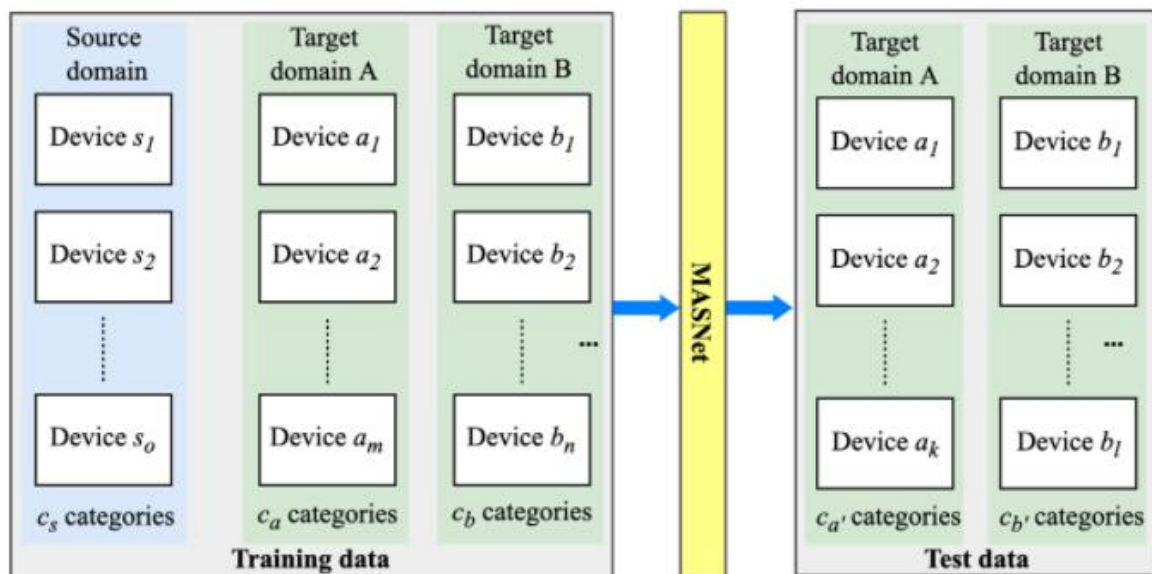 Source
domain
Device s1
Device s2
Device so
cs categories
Target
domain A
Device a1
Device a2
Device am
ca categories
Target
domain B
Device b1
Device b2
...
Device bn
cb categories
Training data
MASNet
Target
domain A
Device a1
Device a2
Device ak
ca' categories
Target
domain B
Device b1
Device b2
...
Device bl
cb' categories
Test data